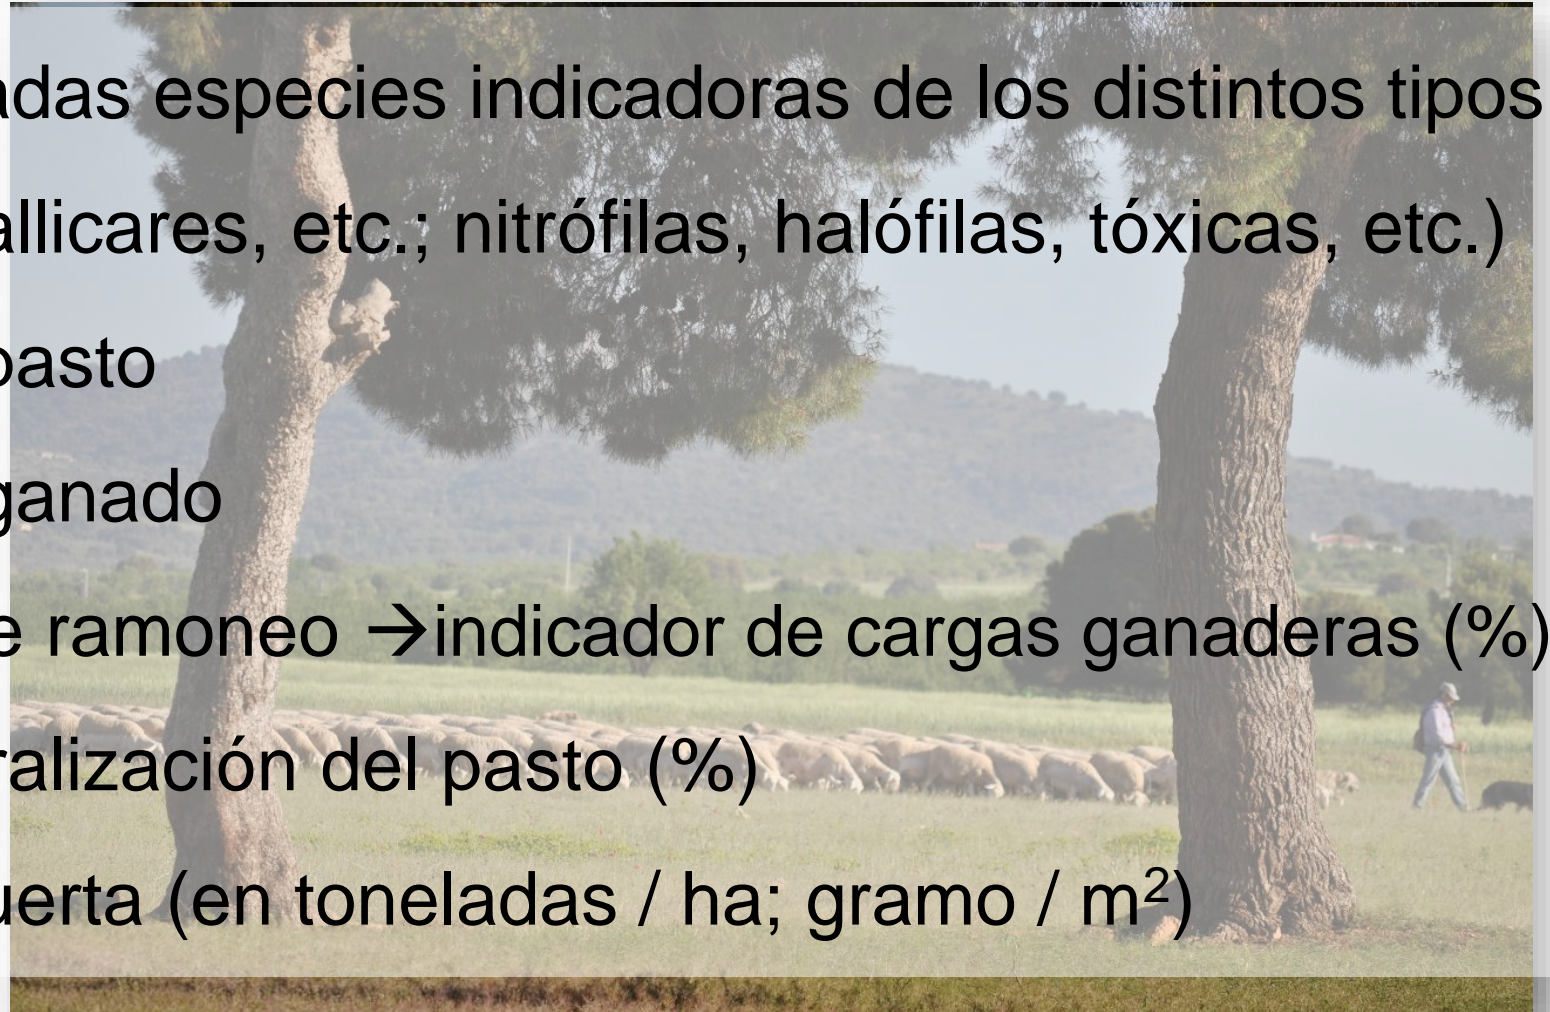 adas especies indicadoras de los distintos tipos
allicares, etc.; nitrófilas, halófilas, tóxicas, etc.)
pasto
ganado
e ramoneo →indicador de cargas ganaderas (%)
ralización del pasto (%)
uerta (en toneladas / ha; gramo / m²)